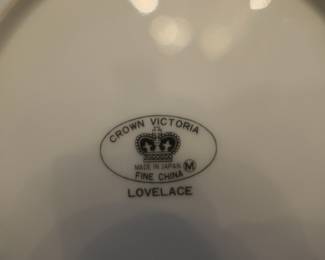 CROWN VICTORIA
MADE IN JAPAN
M
FINE CHINA
LOVELACE